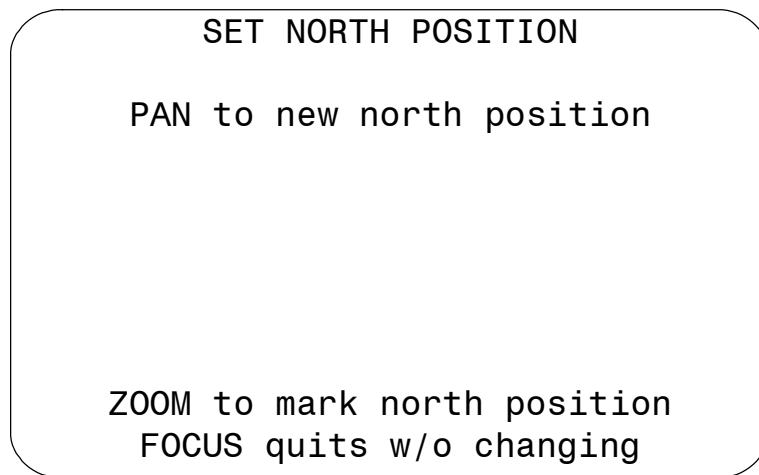 SET NORTH POSITION
PAN to new north position
ZOOM to mark north position
FOCUS quits w/o changing